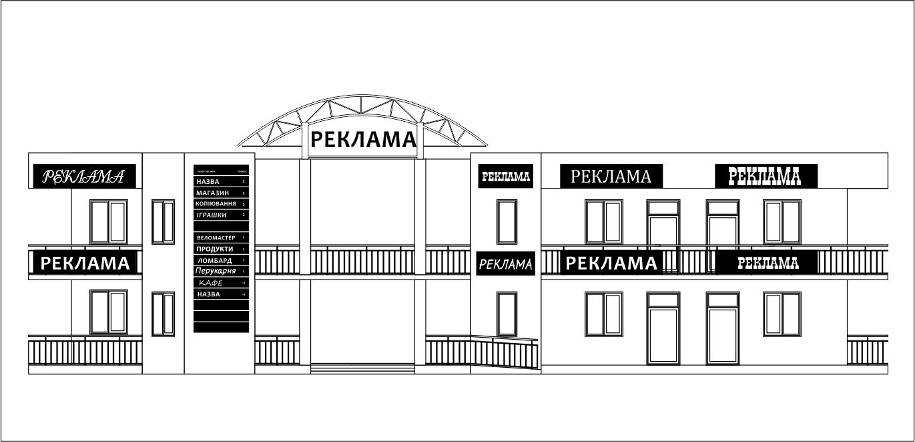 РЕКЛАМА
РЕКЛАМА
РЕКЛАМА
РЕКЛАМА
РЕКЛАМА
НАЗВА
МАГАЗИН
КОПІЮВАННЯ
ІГРАШКИ
ВЕЛОМАСТЕР
ПРОДУКТИ
ЛОМБАРД
Перукарня
КАФЕ
НАЗВА
РЕКЛАМА
РЕКЛАМА
РЕКЛАМА
РЕКЛАМА